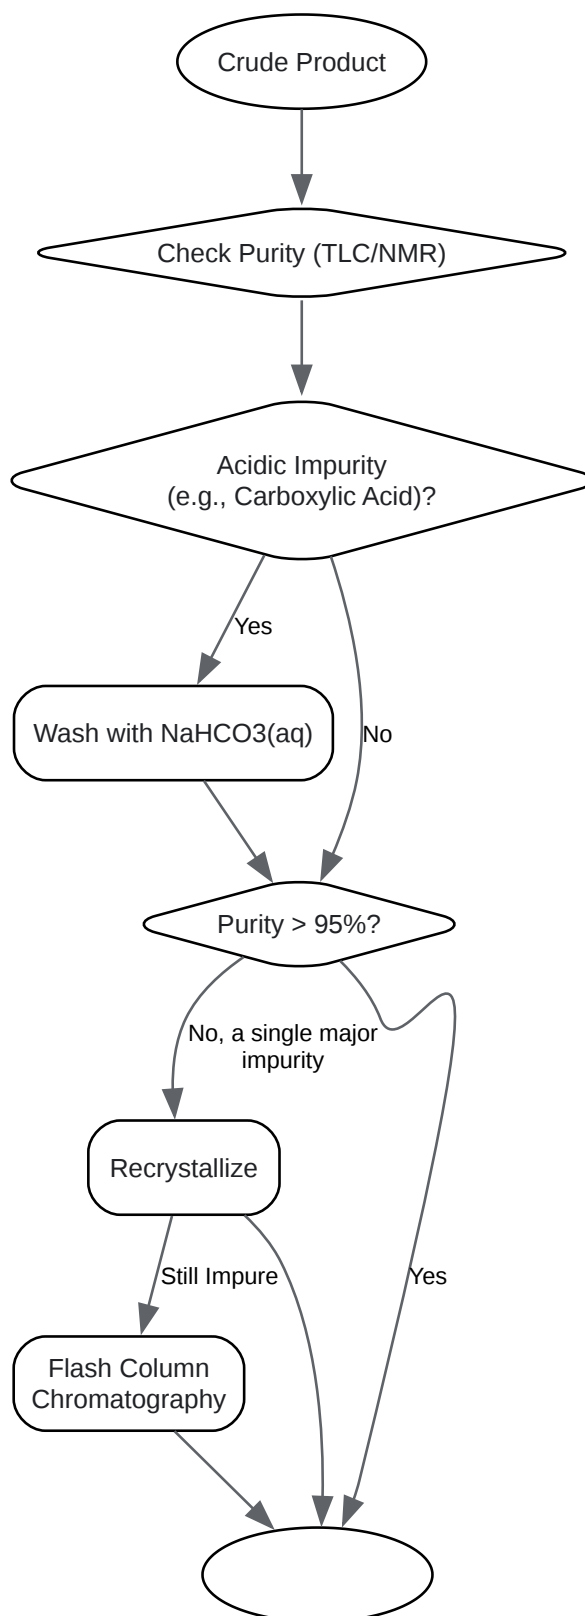 Crude Product
Check Purity (TLC/NMR)
Acidic Impurity
(e.g., Carboxylic Acid)?
Yes
Wash with NaHCO3(aq)
No
Purity > 95%?
No, a single major
impurity
Recrystallize
Still Impure
Yes
Flash Column
Chromatography